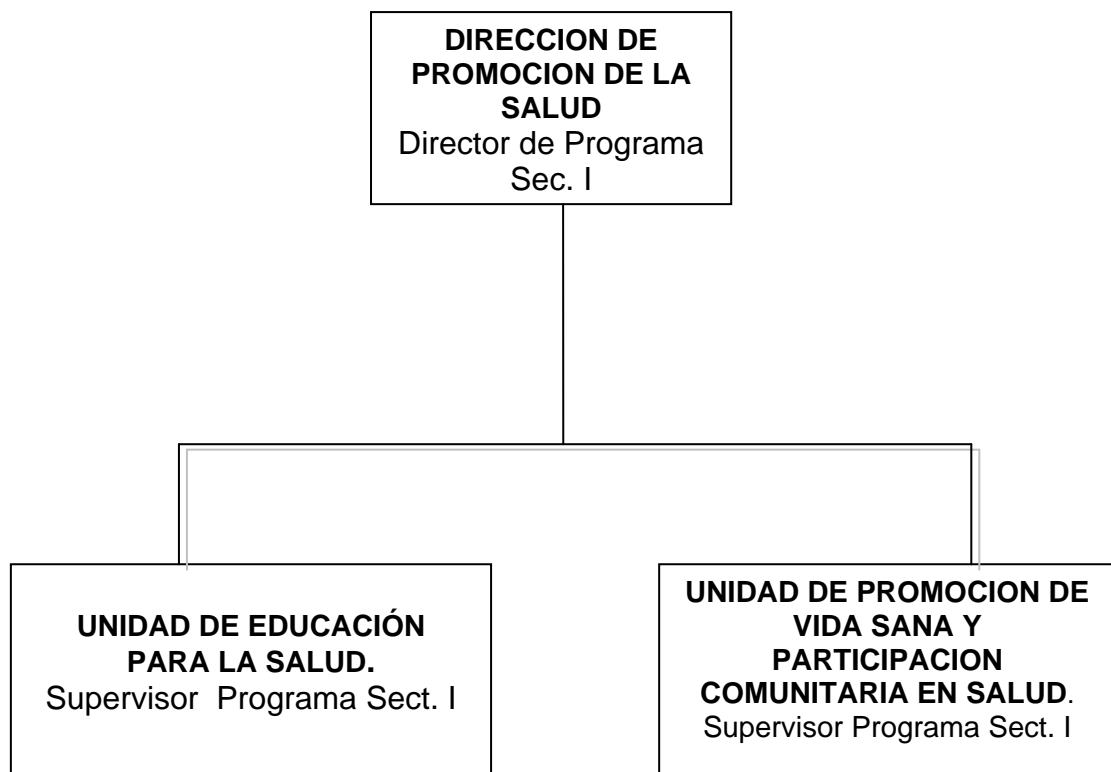 DIRECCION DE
PROMOCION DE LA
SALUD
Director de Programa
Sec. I
UNIDAD DE EDUCACIÓN
PARA LA SALUD.
Supervisor  Programa Sect. I
UNIDAD DE PROMOCION DE
VIDA SANA Y
PARTICIPACION
COMUNITARIA EN SALUD.
Supervisor Programa Sect. I